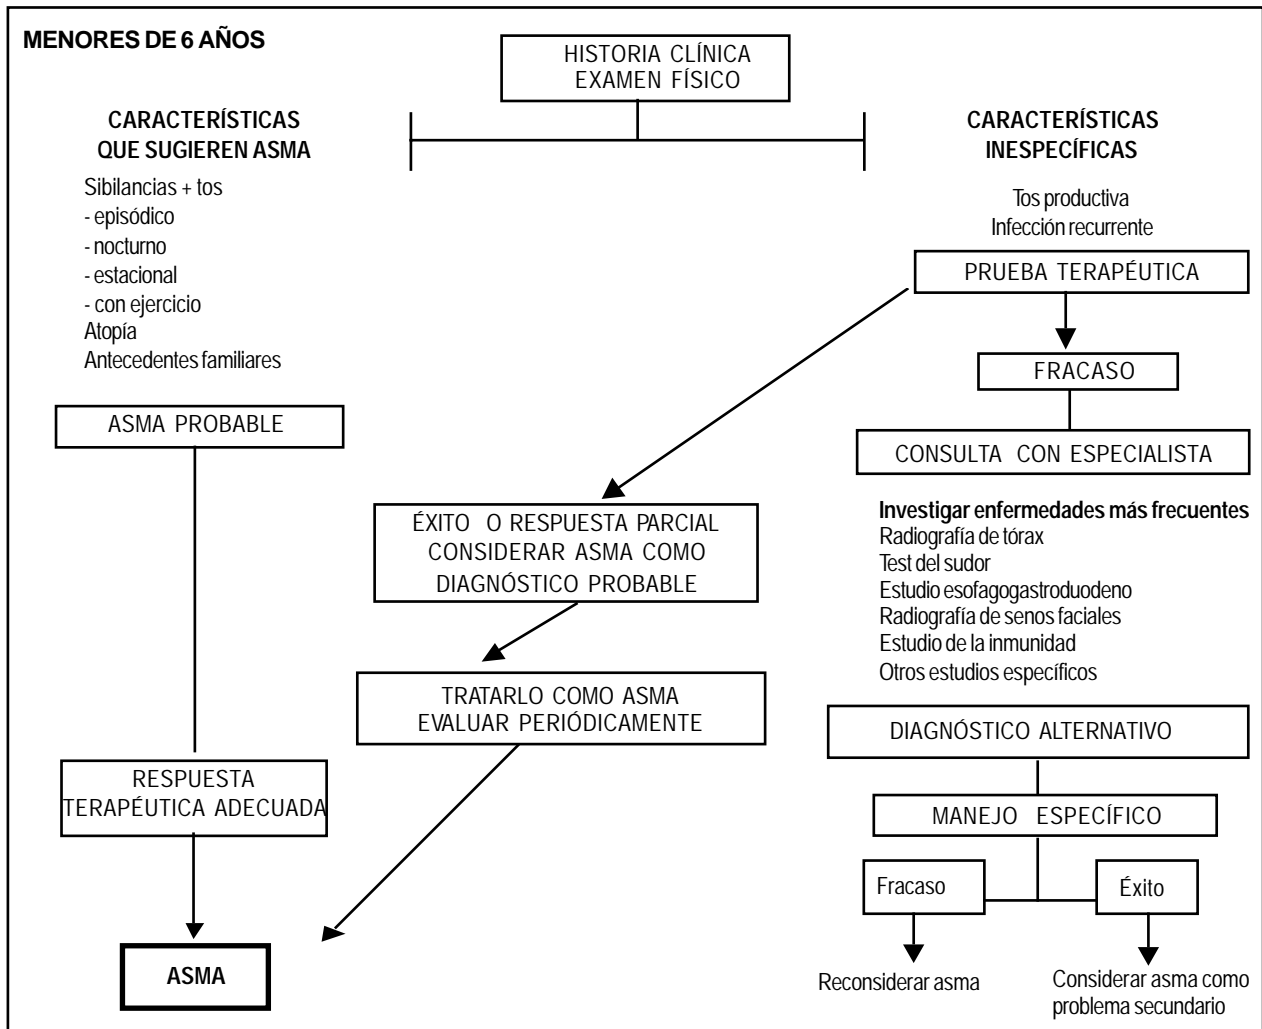 MENORES DE 6 AÑOS
HISTORIA CLÍNICA
EXAMEN FÍSICO
CARACTERÍSTICAS
QUE SUGIEREN ASMA
Sibilancias + tos
- episódico
- nocturno
- estacional
- con ejercicio
Atopía
Antecedentes familiares
ASMA PROBABLE
RESPUESTA
TERAPÉUTICA ADECUADA
ASMA
CARACTERÍSTICAS
INESPECÍFICAS
Tos productiva
Infección recurrente
PRUEBA TERAPÉUTICA
ÉXITO O RESPUESTA PARCIAL
CONSIDERAR ASMA COMO
DIAGNÓSTICO PROBABLE
TRATARLO COMO ASMA
EVALUAR PERIÓDICAMENTE
FRACASO
CONSULTA CON ESPECIALISTA
Investigar enfermedades más frecuentes
Radiografía de tórax
Test del sudor
Estudio esofagogastroduodeno
Radiografía de senos faciales
Estudio de la inmunidad
Otros estudios específicos
DIAGNÓSTICO ALTERNATIVO
MANEJO ESPECÍFICO
Fracaso
Éxito
Reconsiderar asma
Considerar asma como
problema secundario